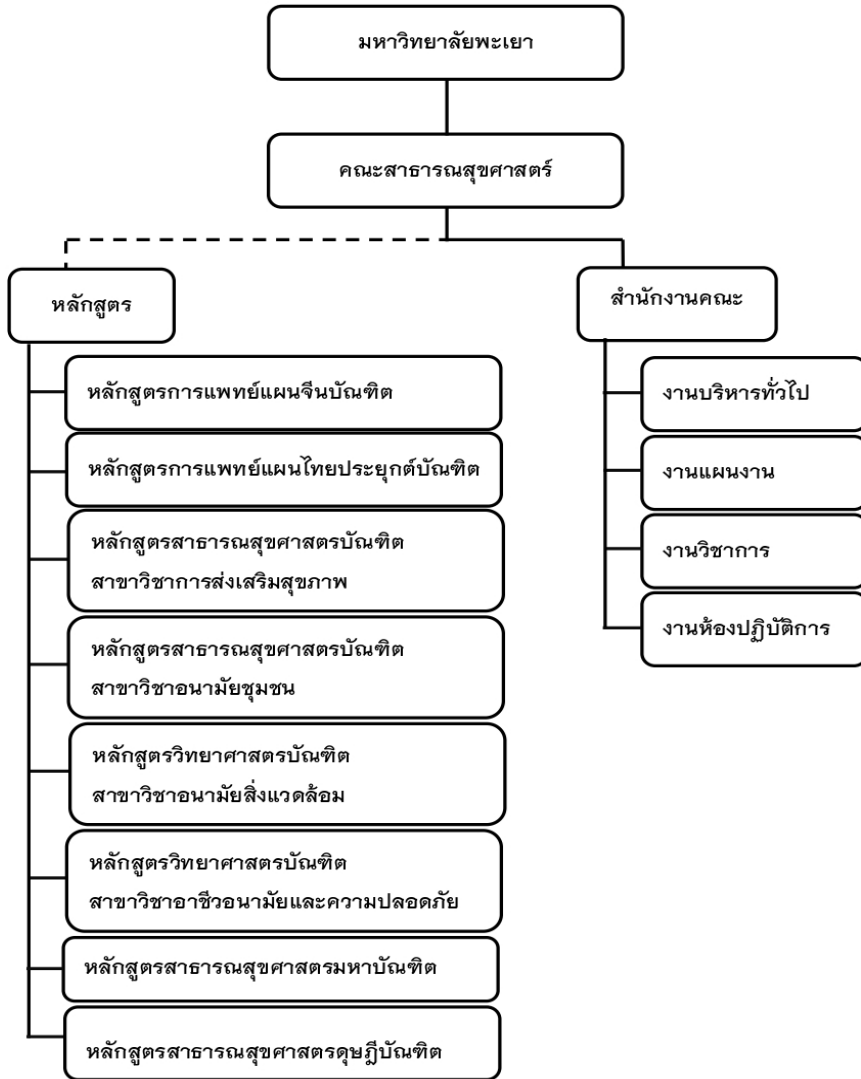 มหาวิทยาลัยพะเยา
คณะสาธารณสุขศาสตร์
หลักสูตร
หลักสูตรการแพทย์แผนจีนบัณฑิต
หลักสูตรการแพทย์แผนไทยประยุกต์บัณฑิต
หลักสูตรสาธารณสุขศาสตรบัณฑิต
สาขาวิชาการส่งเสริมสุขภาพ
หลักสูตรสาธารณสุขศาสตรบัณฑิต
สาขาวิชาอนามัยชุมชน
หลักสูตรวิทยาศาสตรบัณฑิต
สาขาวิชาอนามัยสิ่งแวดล้อม
หลักสูตรวิทยาศาสตรบัณฑิต
สาขาวิชาอาชีวอนามัยและความปลอดภัย
หลักสูตรสาธารณสุขศาสตรมหาบัณฑิต
หลักสูตรสาธารณสุขศาสตรดุษฎีบัณฑิต
สำนักงานคณะ
งานบริหารทั่วไป
งานแผนงาน
งานวิชาการ
งานห้องปฏิบัติการ